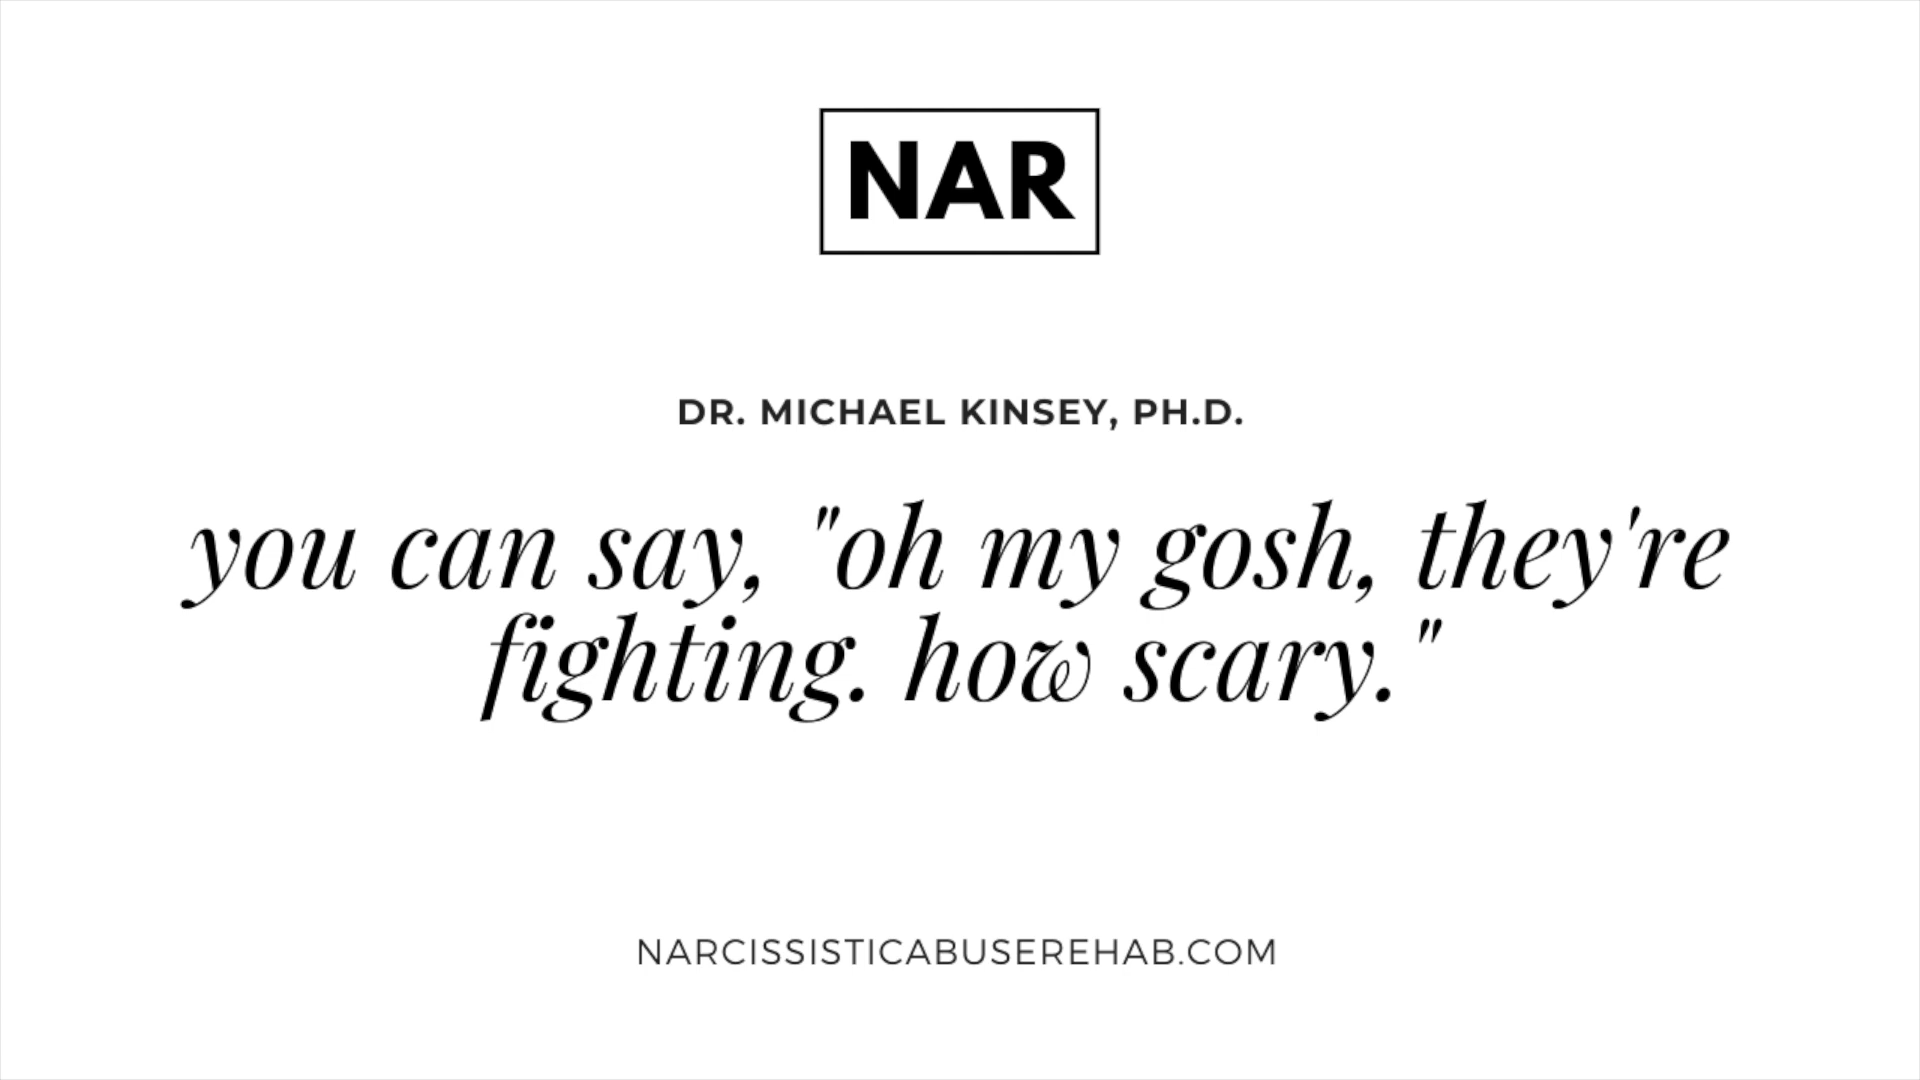 NAR
DR. MICHAEL KINSEY, PH.D.
you can say, "oh my gosh, they're
fighting. how scary."
NARCISSISTICABUSEREHAB.COM